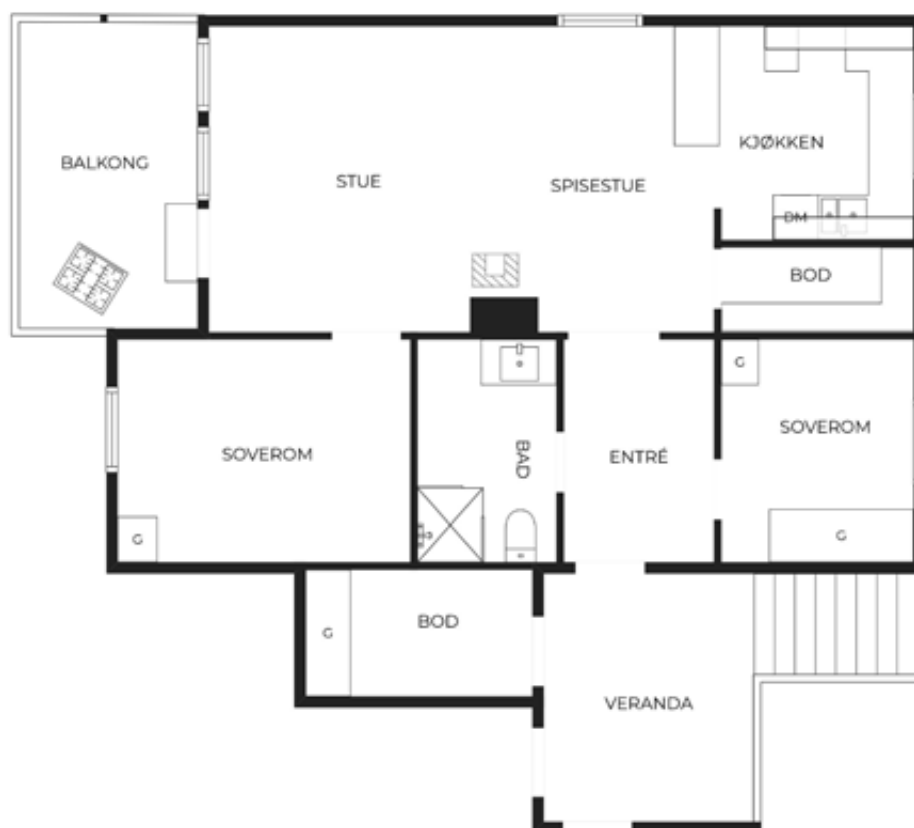 KJØKKEN
BALKONG
STUE
SPISESTUE
DM
BOD
G
SOVEROM
SOVEROM
BAD
ENTRÉ
G
G
BOD
G
VERANDA